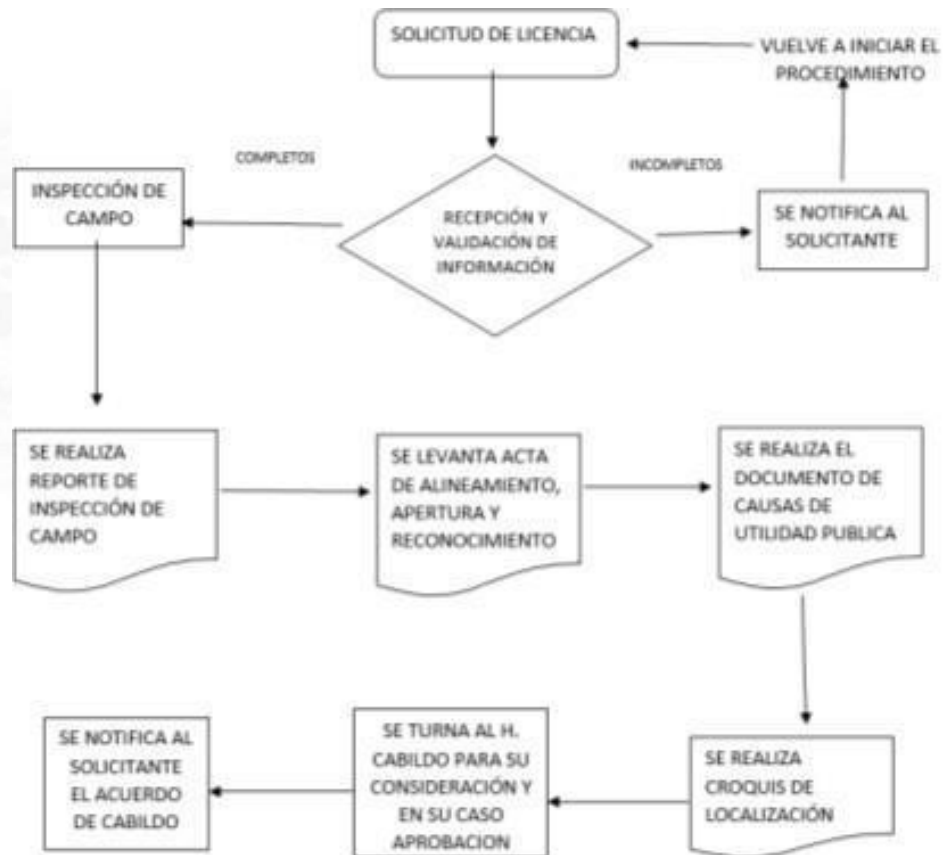 SOLICITUD DE LICENCIA
VUELVE A INICIAR EL
PROCEDIMIENTO
COMPLETOS
INCOMPLETOS
INSPECCIÓN DE
CAMPO
RECEPCIÓN Y
VALIDACIÓN DE
INFORMACIÓN
SE NOTIFICA AL
SOLICITANTE
SE REALIZA
REPORTE DE
INSPECCIÓN DE
CAMPO
SE LEVANTA ACTA
DE ALINEAMIENTO,
APERTURA Y
RECONOCIMIENTO
SE REALIZA EL
DOCUMENTO DE
CAUSAS DE
UTILIDAD PUBLICA
SE REALIZA
CROQUIS DE
LOCALIZACIÓN
SE TURNA AL H.
CABILDO PARA SU
CONSIDERACIÓN Y
EN SU CASO
APROBACION
SE NOTIFICA AL
SOLICITANTE
EL ACUERDO
DE CABILDO